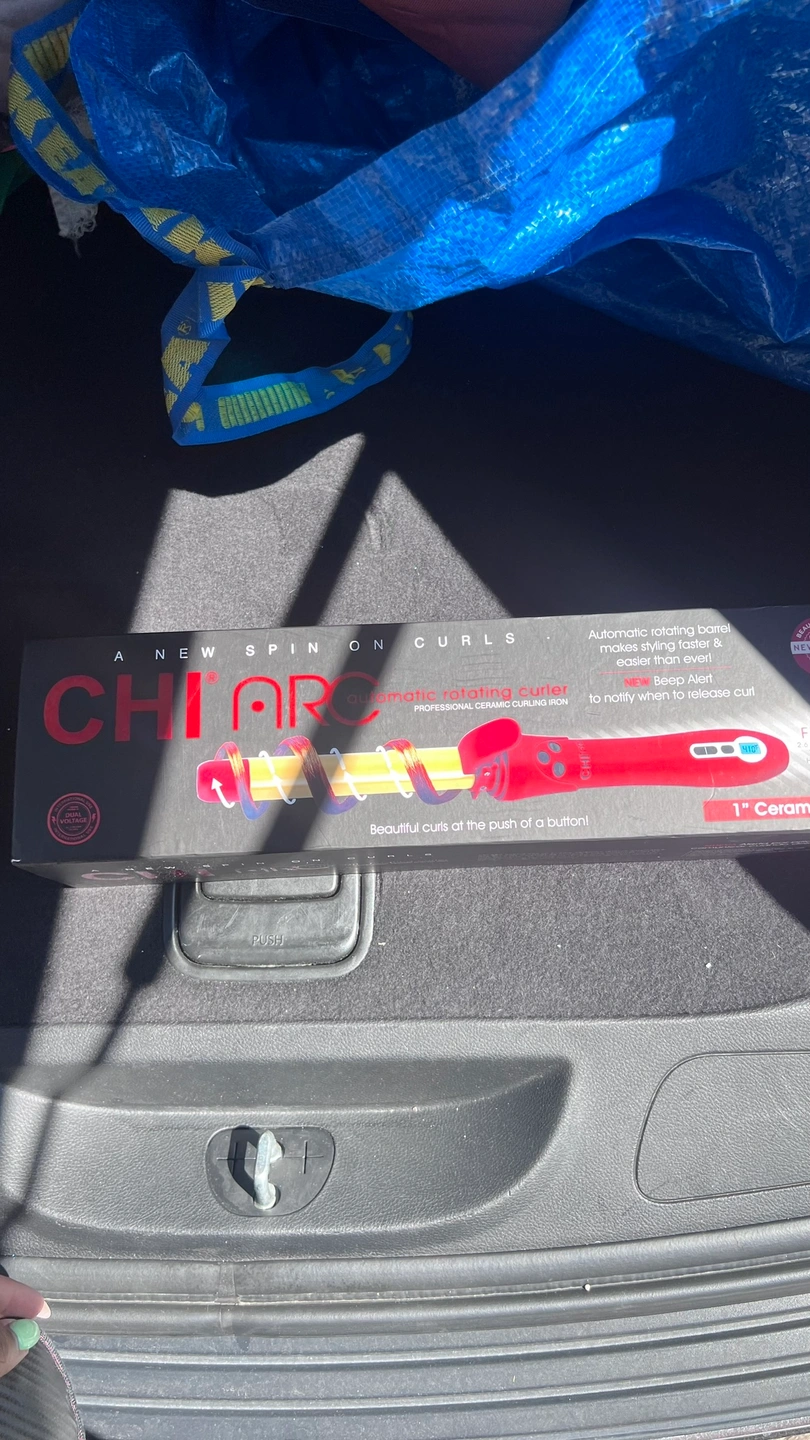 IKEA
A NEW SPIN ON CURLS
CHI® ARC
automatic rotating curler
PROFESSIONAL CERAMIC CURLING IRON
Automatic rotating barrel
makes styling faster &
easier than ever!
NEW Beep Alert
to notify when to release curl
NEW
CHI
410°
F
DUAL
VOLTAGE
1" Ceram
Beautiful curls at the push of a button!
PUSH